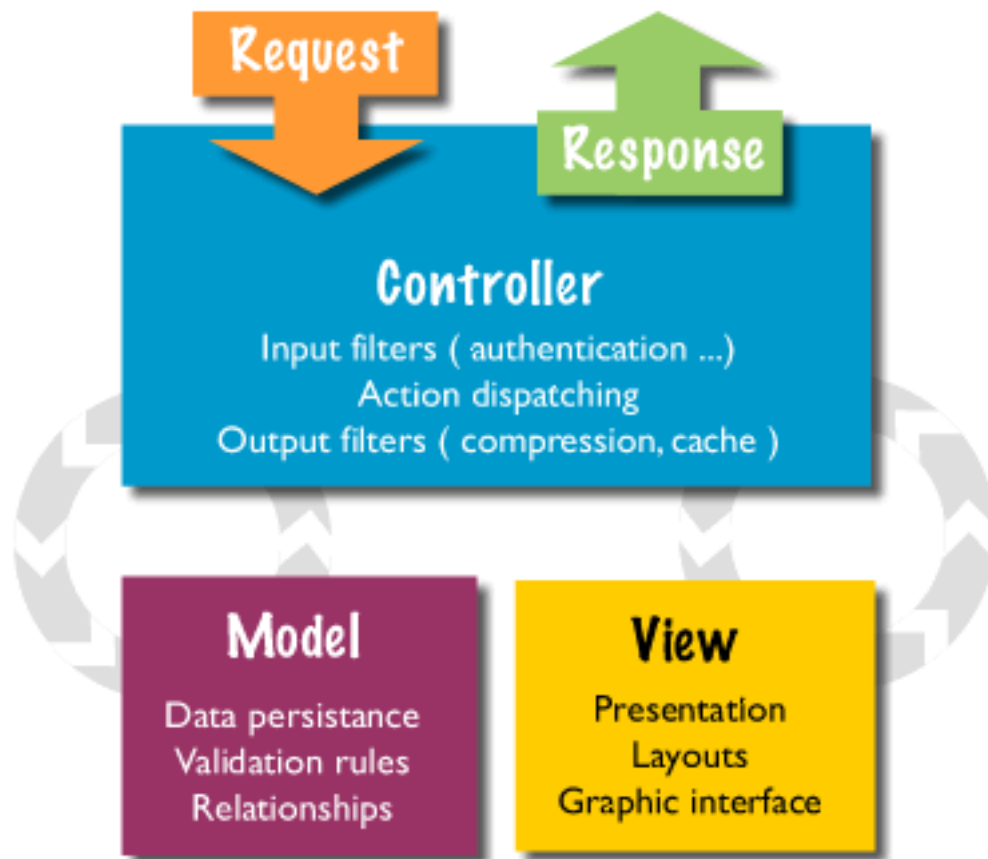 Request
Response
Controller
Input filters ( authentication ...)
Action dispatching
Output filters ( compression, cache )
Model
Data persistance
Validation rules
Relationships
View
Presentation
Layouts
Graphic interface